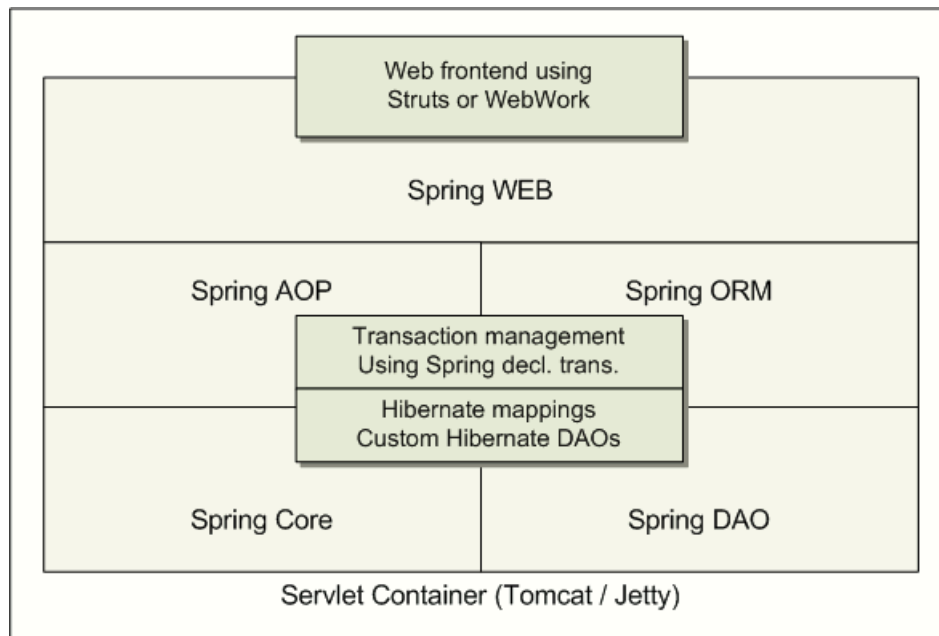 Web frontend using
Struts or WebWork
Spring WEB
Spring AOP
Spring ORM
Transaction management
Using Spring decl. trans.
Hibernate mappings
Custom Hibernate DAOs
Spring Core
Spring DAO
Servlet Container (Tomcat / Jetty)